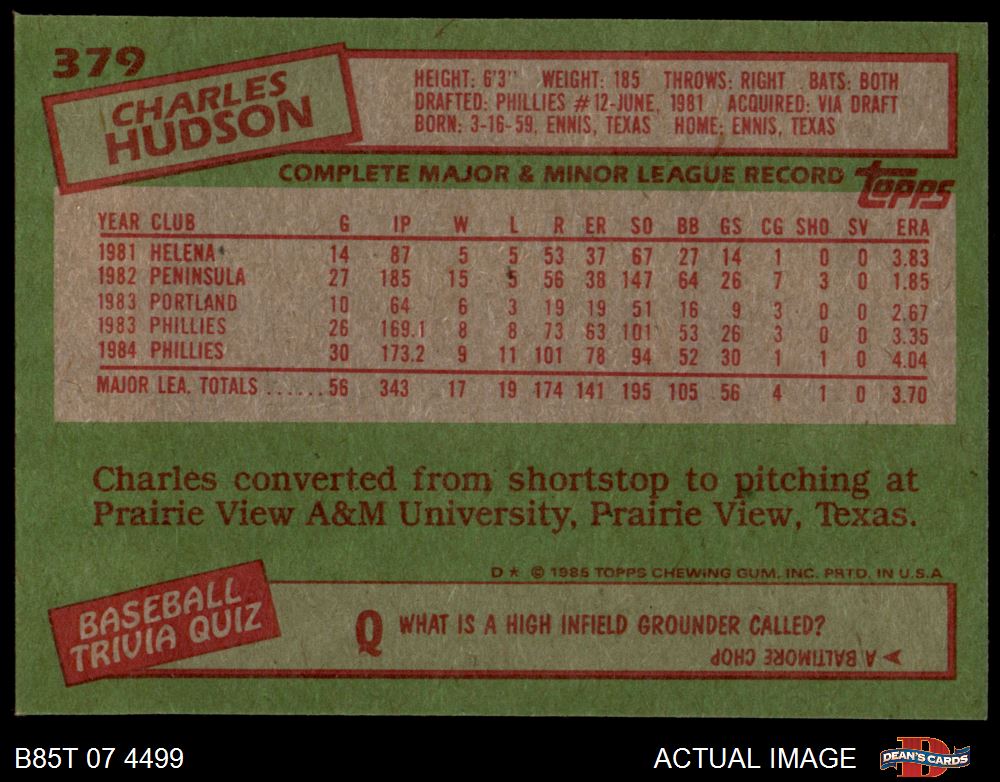 379
CHARLES
HUDSON
HEIGHT: 6'3" WEIGHT: 185 THROWS: RIGHT BATS: BOTH
DRAFTED: PHILLIES #12-JUNE, 1981 ACQUIRED: VIA DRAFT
BORN: 3-16-59, ENNIS, TEXAS HOME: ENNIS, TEXAS
COMPLETE MAJOR & MINOR LEAGUE RECORD topps
YEAR CLUB G IP W L R ER SO BB GS CG SHO SV ERA
1981 HELENA* 14 87 5 5 53 37 67 27 14 1 0 0 3.83
1982 PENINSULA 27 185 15 5 56 38 147 64 26 7 3 0 1.85
1983 PORTLAND 10 64 6 3 19 19 51 16 9 3 0 0 2.67
1983 PHILLIES 26 169.1 8 8 73 63 101 53 26 3 0 0 3.35
1984 PHILLIES 30 173.2 9 11 101 78 94 52 30 1 1 0 4.04
MAJOR LEA. TOTALS ...... 56 343 17 19 174 141 195 105 56 4 1 0 3.70
Charles converted from shortstop to pitching at
Prairie View A&M University, Prairie View, Texas.
D* © 1985 TOPPS CHEWING GUM, INC. PRTD. IN U.S.A
BASEBALL
TRIVIA QUIZ
Q WHAT IS A HIGH INFIELD GROUNDER CALLED?
A BALTIMORE CHOP
B85T 07 4499 ACTUAL IMAGE DEAN'S CARDS